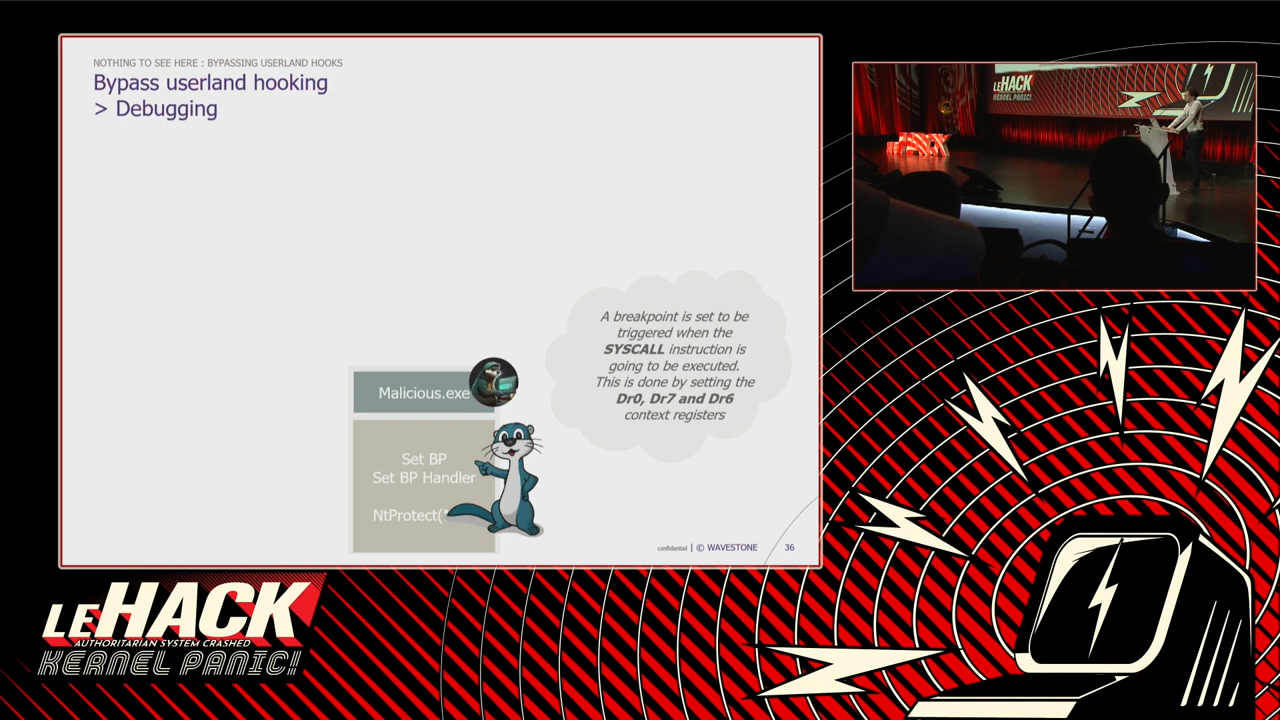 NOTHING TO SEE HERE : BYPASSING USERLAND HOOKS
Bypass userland hooking
> Debugging
A breakpoint is set to be
triggered when the
SYSCALL instruction is
going to be executed.
This is done by setting the
Dr0, Dr7 and Dr6
context registers
Malicious.exe
Set BP
Set BP Handler
NtProtect(
confidentiel | © WAVESTONE 36
LEHACK
KERNEL PANIC!
LEHACK
AUTHORITARIAN SYSTEM CRASHED
KERNEL PANIC!